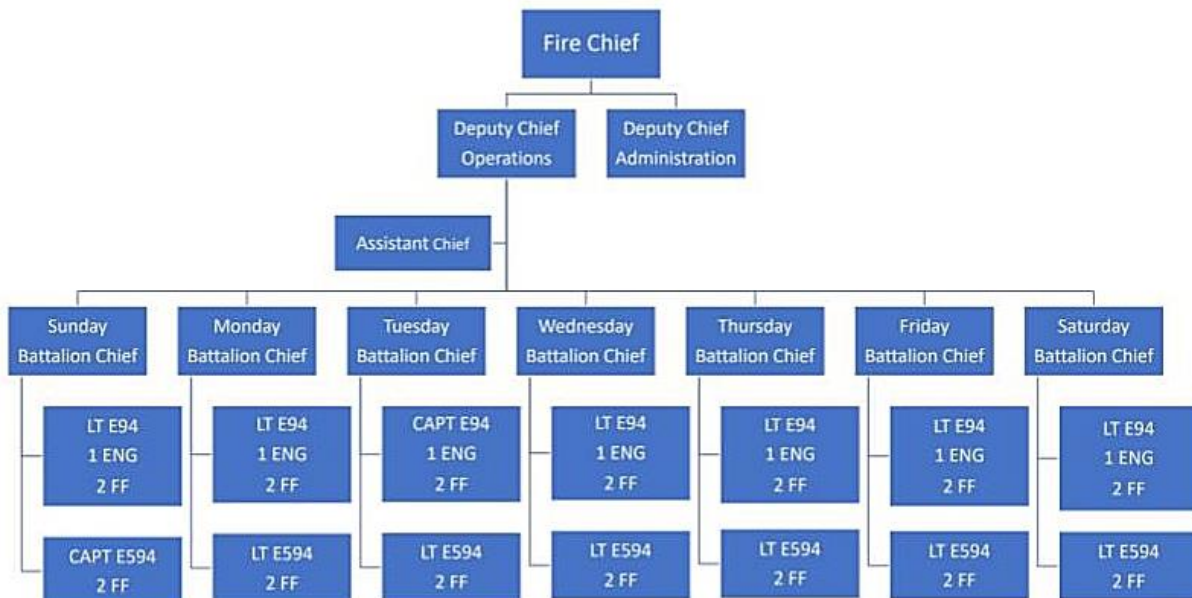 Fire Chief
Deputy Chief
Operations
Deputy Chief
Administration
Assistant Chief
Sunday
Battalion Chief
Monday
Battalion Chief
Tuesday
Battalion Chief
Wednesday
Battalion Chief
Thursday
Battalion Chief
Friday
Battalion Chief
Saturday
Battalion Chief
LT E94
1 ENG
2 FF
LT E94
1 ENG
2 FF
CAPT E94
1 ENG
2 FF
LT E94
1 ENG
2 FF
LT E94
1 ENG
2 FF
LT E94
1 ENG
2 FF
LT E94
1 ENG
2 FF
CAPT E594
2 FF
LT E594
2 FF
LT E594
2 FF
LT E594
2 FF
LT E594
2 FF
LT E594
2 FF
LT E594
2 FF